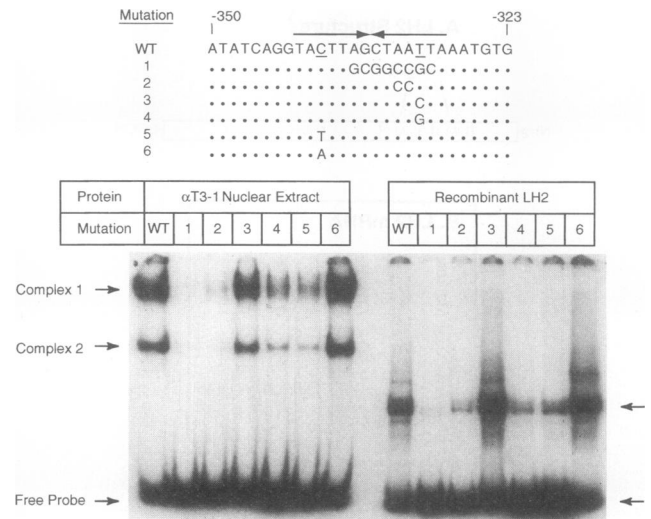 Mutation -350 -323
WT ATATCAGGTACTTAGCTAATTAAATGTG
1 ·············GCGGCCGC·······
2 ·················CC·········
3 ···················C········
4 ···················G········
5 ··········T·················
6 ··········A·················
Protein αT3-1 Nuclear Extract Recombinant LH2
Mutation WT 1 2 3 4 5 6 WT 1 2 3 4 5 6
Complex 1
Complex 2
Free Probe